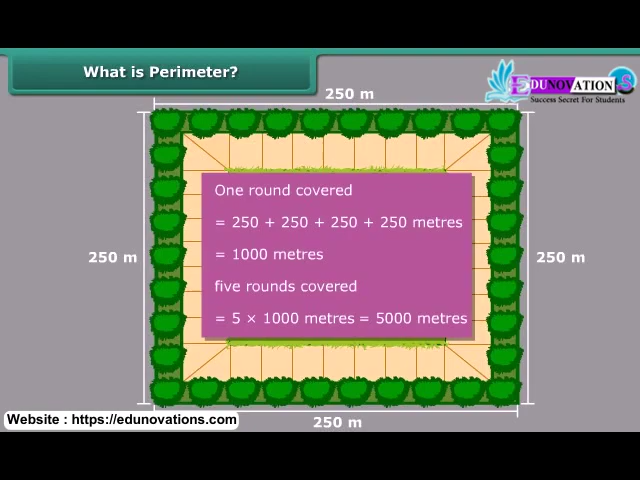 What is Perimeter?
EDUNOVATIONS
Success Secret For Students
250 m
One round covered
= 250 + 250 + 250 + 250 metres
250 m
= 1000 metres
250 m
five rounds covered
= 5 × 1000 metres = 5000 metres
Website : https://edunovations.com
250 m